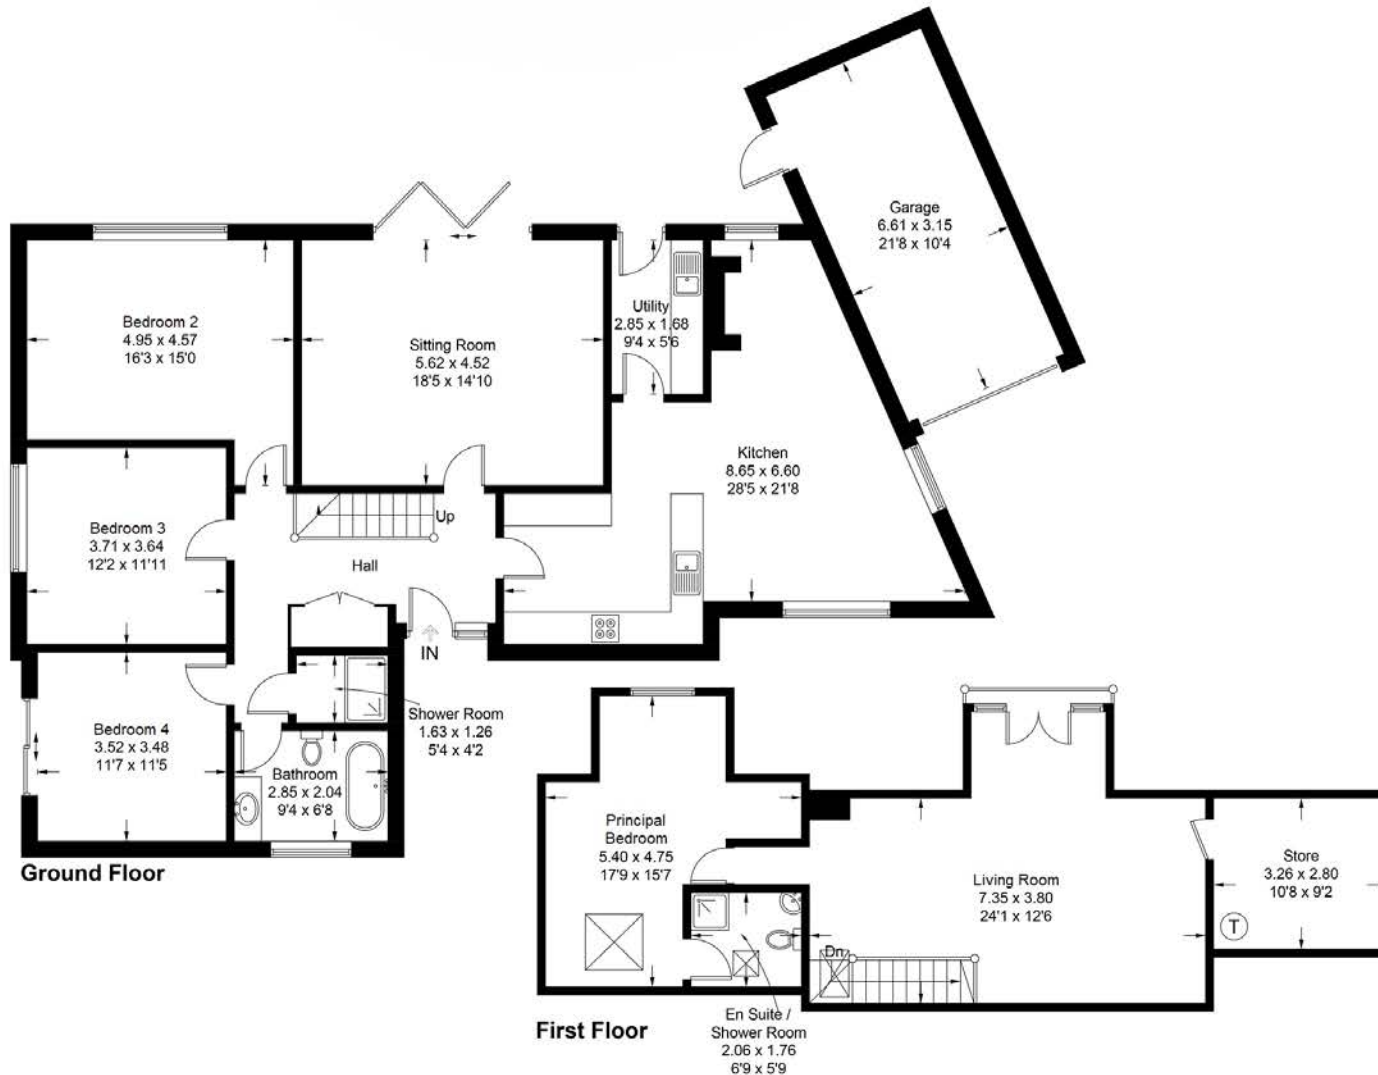 Garage
6.61 x 3.15
21'8 x 10'4
Bedroom 2
4.95 x 4.57
16'3 x 15'0
Sitting Room
5.62 x 4.52
18'5 x 14'10
Utility
2.85 x 1.68
9'4 x 5'6
Kitchen
8.65 x 6.60
28'5 x 21'8
Up
Bedroom 3
3.71 x 3.64
12'2 x 11'11
Hall
IN
Shower Room
1.63 x 1.26
5'4 x 4'2
Bedroom 4
3.52 x 3.48
11'7 x 11'5
Bathroom
2.85 x 2.04
9'4 x 6'8
Ground Floor
Principal
Bedroom
5.40 x 4.75
17'9 x 15'7
Living Room
7.35 x 3.80
24'1 x 12'6
Store
3.26 x 2.80
10'8 x 9'2
T
Dn
En Suite /
Shower Room
2.06 x 1.76
6'9 x 5'9
First Floor